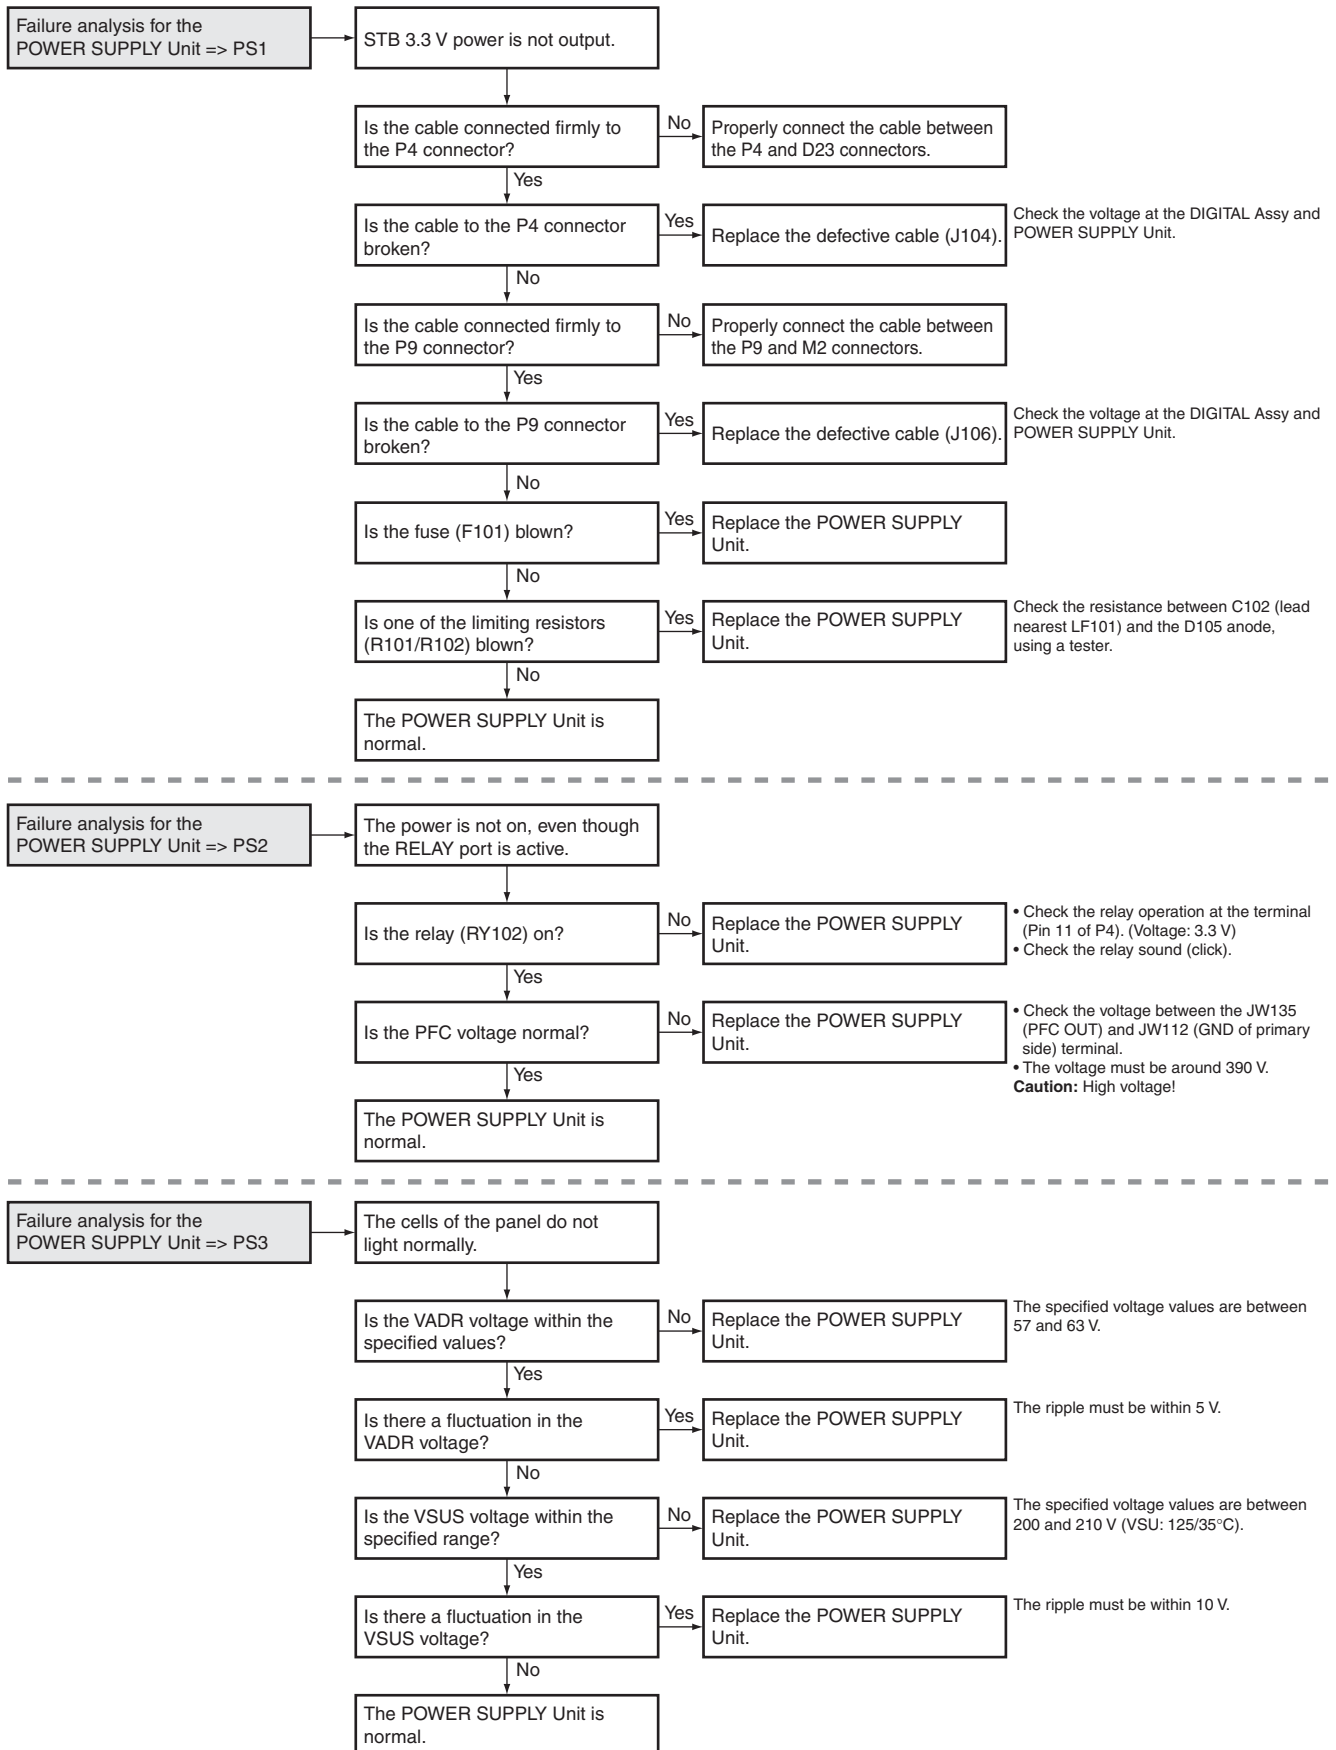 Failure analysis for the
POWER SUPPLY Unit => PS1
STB 3.3 V power is not output.
Is the cable connected firmly to
the P4 connector?
No
Properly connect the cable between
the P4 and D23 connectors.
Yes
Is the cable to the P4 connector
broken?
Yes
Replace the defective cable (J104).
Check the voltage at the DIGITAL Assy and
POWER SUPPLY Unit.
No
Is the cable connected firmly to
the P9 connector?
No
Properly connect the cable between
the P9 and M2 connectors.
Yes
Is the cable to the P9 connector
broken?
Yes
Replace the defective cable (J106).
Check the voltage at the DIGITAL Assy and
POWER SUPPLY Unit.
No
Is the fuse (F101) blown?
Yes
Replace the POWER SUPPLY
Unit.
No
Is one of the limiting resistors
(R101/R102) blown?
Yes
Replace the POWER SUPPLY
Unit.
Check the resistance between C102 (lead
nearest LF101) and the D105 anode,
using a tester.
No
The POWER SUPPLY Unit is
normal.
Failure analysis for the
POWER SUPPLY Unit => PS2
The power is not on, even though
the RELAY port is active.
Is the relay (RY102) on?
No
Replace the POWER SUPPLY
Unit.
• Check the relay operation at the terminal
(Pin 11 of P4). (Voltage: 3.3 V)
• Check the relay sound (click).
Yes
Is the PFC voltage normal?
No
Replace the POWER SUPPLY
Unit.
• Check the voltage between the JW135
(PFC OUT) and JW112 (GND of primary
side) terminal.
• The voltage must be around 390 V.
Caution: High voltage!
Yes
The POWER SUPPLY Unit is
normal.
Failure analysis for the
POWER SUPPLY Unit => PS3
The cells of the panel do not
light normally.
Is the VADR voltage within the
specified values?
No
Replace the POWER SUPPLY
Unit.
The specified voltage values are between
57 and 63 V.
Yes
Is there a fluctuation in the
VADR voltage?
Yes
Replace the POWER SUPPLY
Unit.
The ripple must be within 5 V.
No
Is the VSUS voltage within the
specified range?
No
Replace the POWER SUPPLY
Unit.
The specified voltage values are between
200 and 210 V (VSU: 125/35°C).
Yes
Is there a fluctuation in the
VSUS voltage?
Yes
Replace the POWER SUPPLY
Unit.
The ripple must be within 10 V.
No
The POWER SUPPLY Unit is
normal.